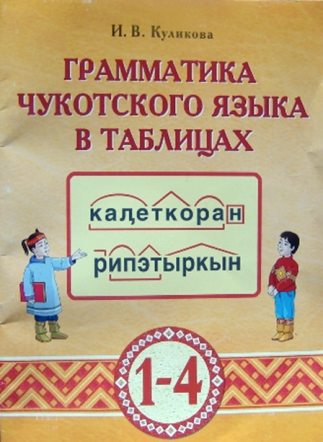 И. В. Куликова
ГРАММАТИКА
ЧУКОТСКОГО ЯЗЫКА
В ТАБЛИЦАХ
каԓеткоран
рипэтыркын
1-4